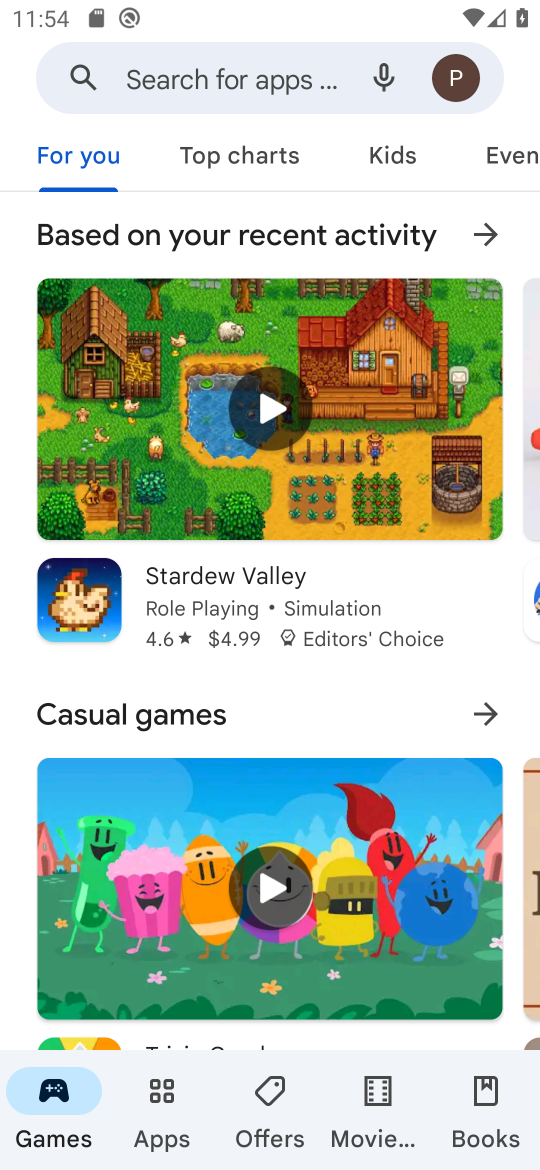 11:54
Search for apps ...
P
For you
Top charts
Kids
Even
Based on your recent activity
Stardew Valley
Role Playing • Simulation
4.6★ $4.99 Editors' Choice
Casual games
Games
Apps
Offers
Movie...
Books